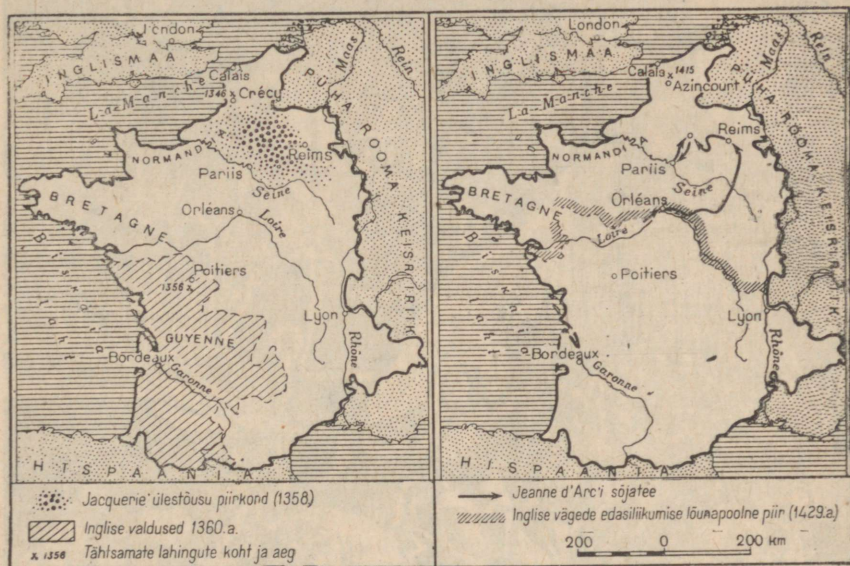 London
INGLISMAA
Calais
La-Manche
1346 x Crécy
Maas
Rein
PÜHA ROOMA KEISRIRIIK
NORMANDI
Reims
Pariis
Seine
BRETAGNE
Orléans
Loire
Biskaia laht
Poitiers
1356 x
GUYENNE
Lyon
Bordeaux
Rhône
Garonne
HISPAANIA
Jacquerie' ülestõusu piirkond (1358)
Inglise valdused 1360.a.
x 1356 Tähtsamate lahingute koht ja aeg
London
INGLISMAA
Calais x 1415
Azincourt
La-Manche
Maas
Rein
PÜHA ROOMA KEISRIRIIK
NORMANDI
Reims
Pariis
Seine
BRETAGNE
Orléans
Loire
Biskaia laht
Poitiers
Lyon
Bordeaux
Rhône
Garonne
HISPAANIA
Jeanne d'Arc'i sõjatee
Inglise vägede edasiliikumise lõunapoolne piir (1429.a.)
200 0 200 km